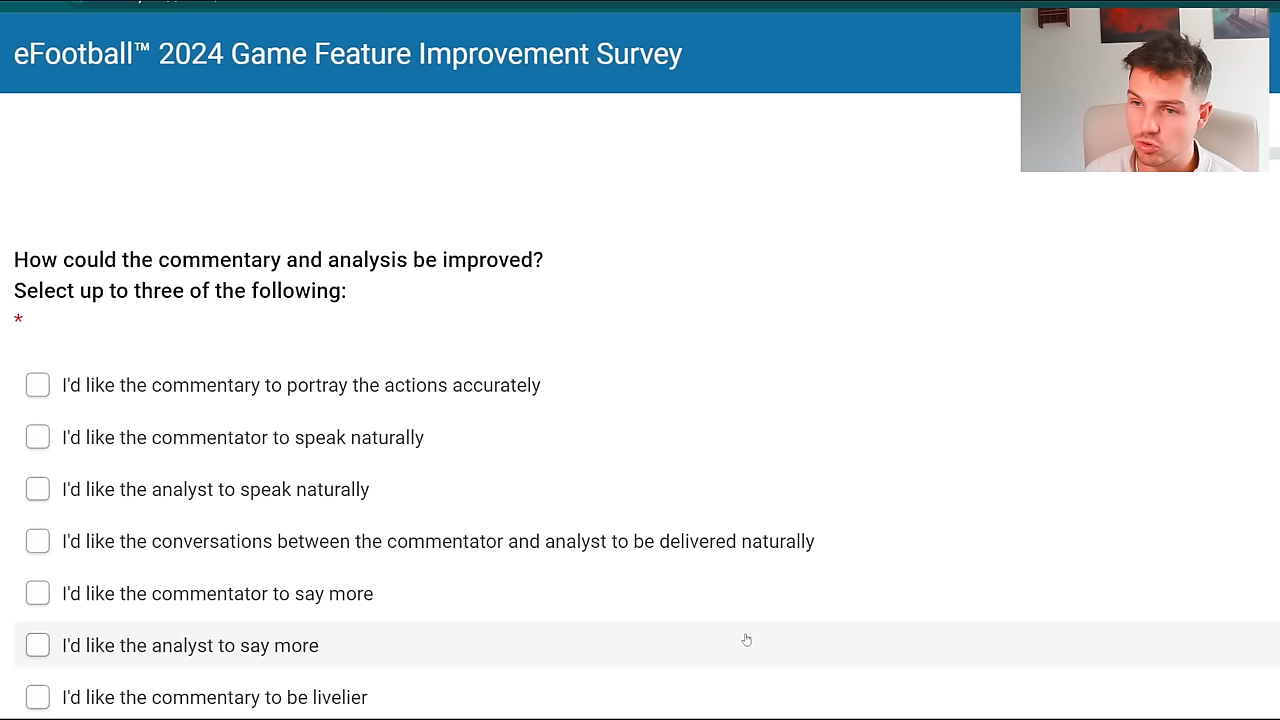 eFootball™ 2024 Game Feature Improvement Survey
How could the commentary and analysis be improved?
Select up to three of the following:
*
I'd like the commentary to portray the actions accurately
I'd like the commentator to speak naturally
I'd like the analyst to speak naturally
I'd like the conversations between the commentator and analyst to be delivered naturally
I'd like the commentator to say more
I'd like the analyst to say more
I'd like the commentary to be livelier